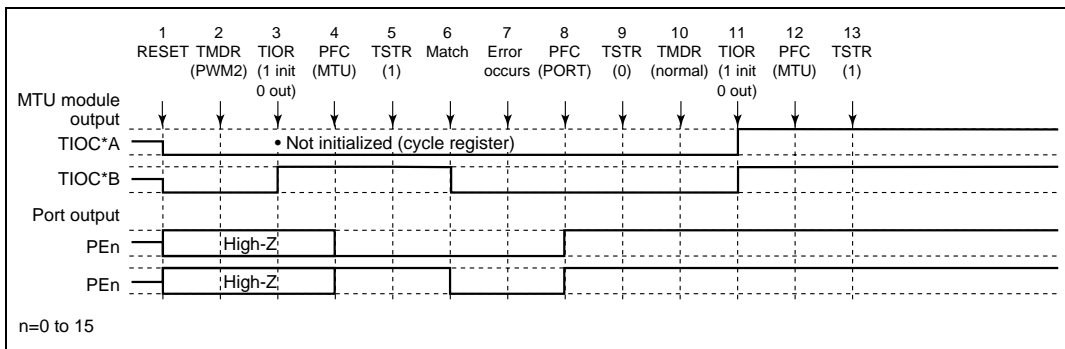 1 2 3 4 5 6 7 8 9 10 11 12 13
RESET TMDR TIOR PFC TSTR Match Error PFC TSTR TMDR TIOR PFC TSTR
(PWM2) (1 init (MTU) (1) occurs (PORT) (0) (normal) (1 init (MTU) (1)
0 out) 0 out)
MTU module
output
TIOC*A
• Not initialized (cycle register)
TIOC*B
Port output
PEn
High-Z
PEn
High-Z
n=0 to 15